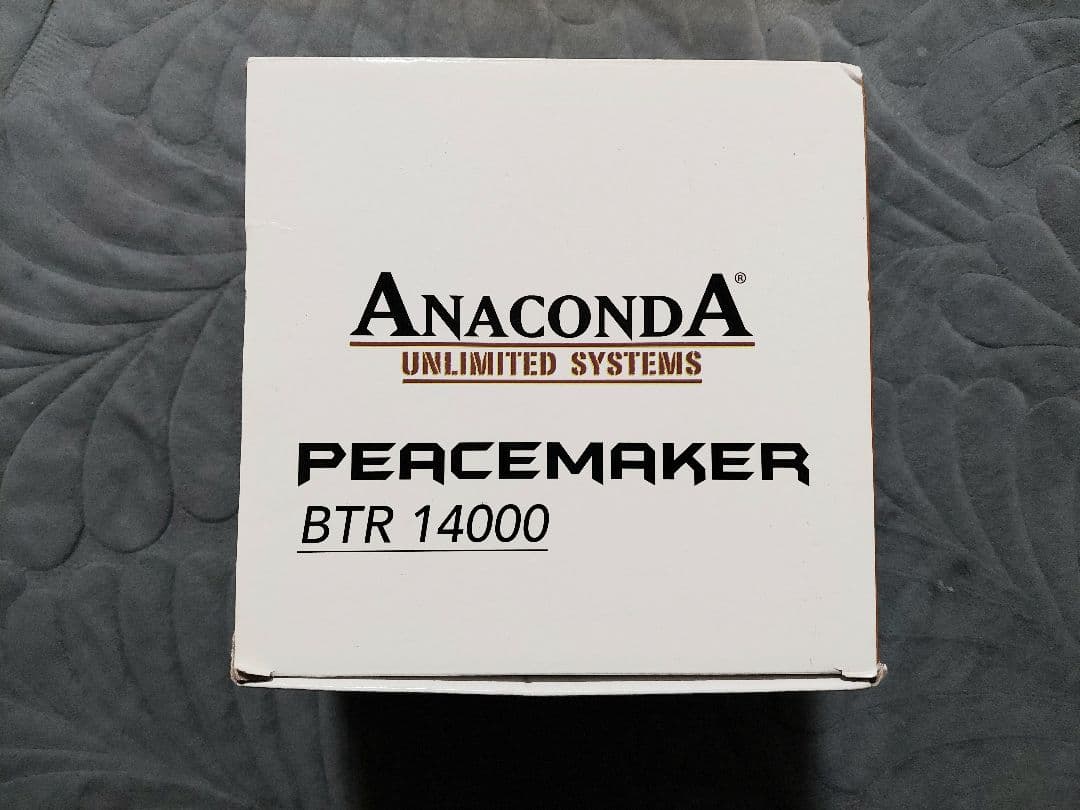 ANACONDA®
UNLIMITED SYSTEMS
PEACEMAKER
BTR 14000